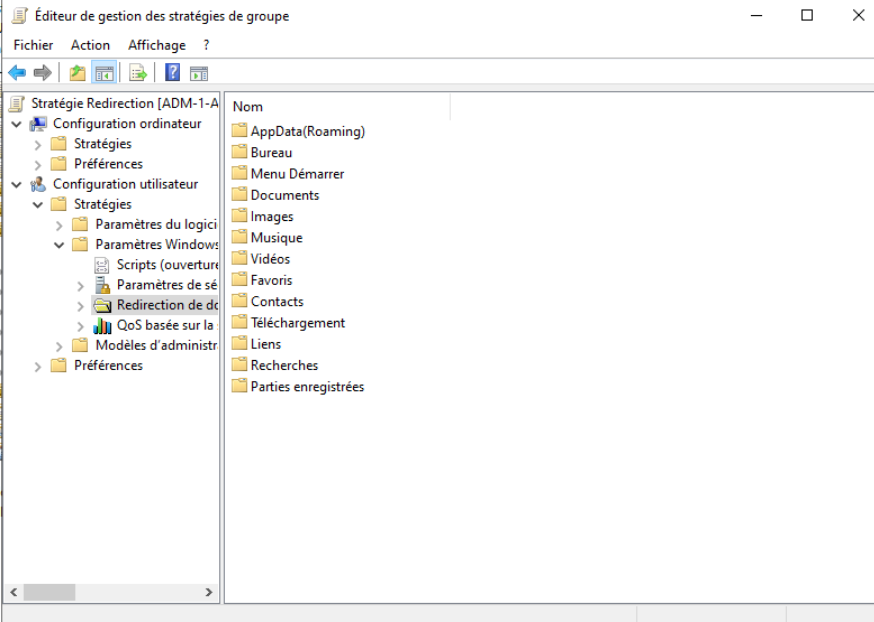 Éditeur de gestion des stratégies de groupe
Fichier Action Affichage ?
Stratégie Redirection [ADM-1-A
Configuration ordinateur
Stratégies
Préférences
Configuration utilisateur
Stratégies
Paramètres du logici
Paramètres Windows
Scripts (ouverture
Paramètres de sé
Redirection de do
QoS basée sur la
Modèles d'administr
Préférences
Nom
AppData(Roaming)
Bureau
Menu Démarrer
Documents
Images
Musique
Vidéos
Favoris
Contacts
Téléchargement
Liens
Recherches
Parties enregistrées